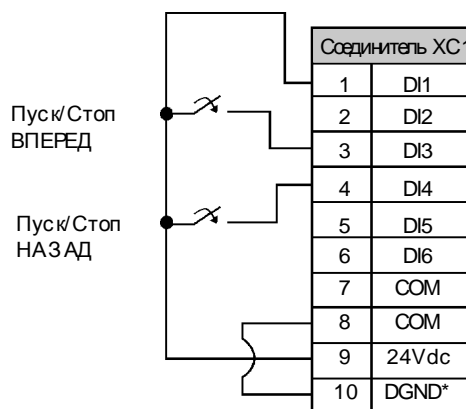 Соединитель XC1
1 DI1
2 DI2
3 DI3
4 DI4
5 DI5
6 DI6
7 COM
8 COM
9 24Vdc
10 DGND*
Пуск/Стоп
ВПЕРЕД
Пуск/Стоп
НАЗАД